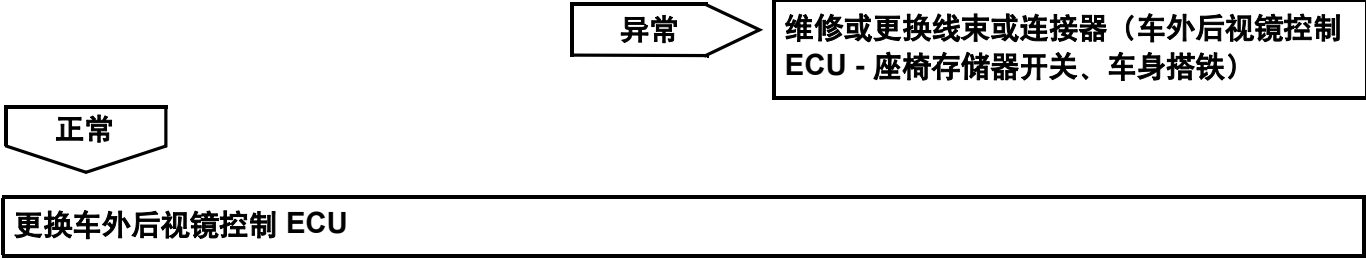 异常
维修或更换线束或连接器（车外后视镜控制
ECU - 座椅存储器开关、车身搭铁）
正常
更换车外后视镜控制 ECU